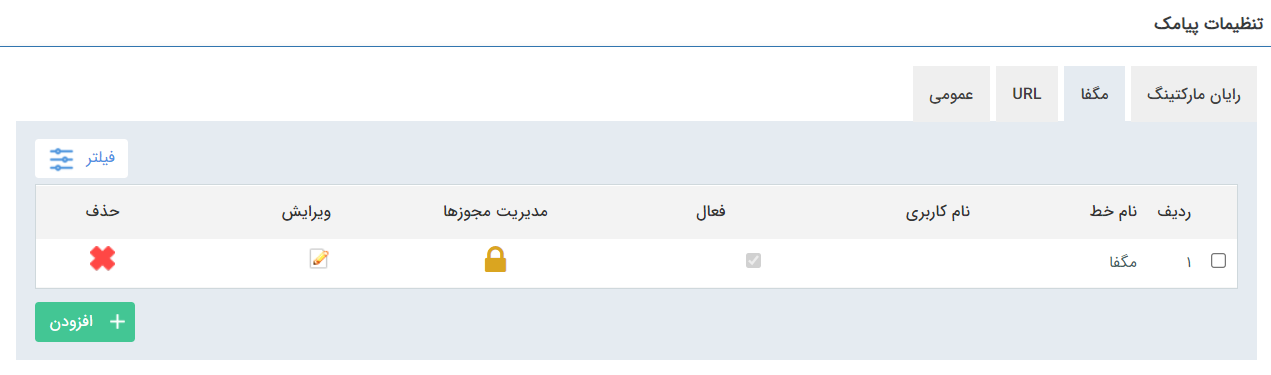 تنظیمات پیامک
رایان مارکتینگ مگفا URL عمومی
فیلتر
ردیف نام خط نام کاربری فعال مدیریت مجوزها ویرایش حذف
۱ مگفا
افزودن